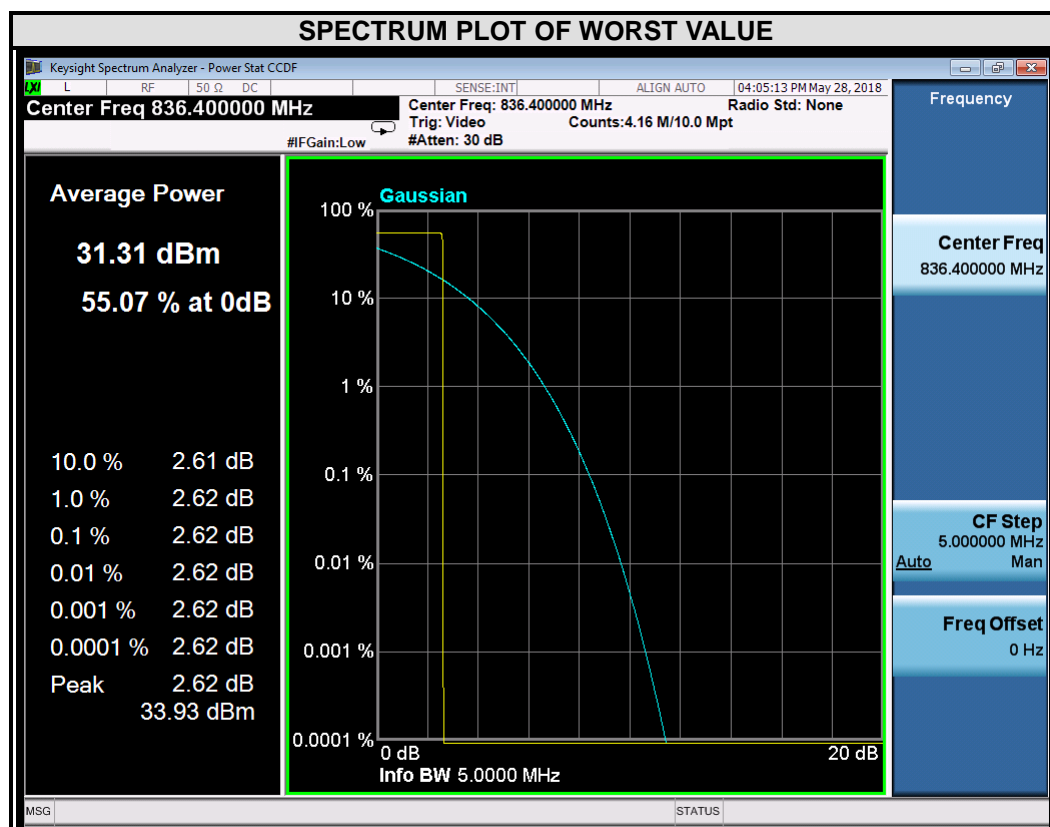 SPECTRUM PLOT OF WORST VALUE
Keysight Spectrum Analyzer - Power Stat CCDF
LXI L RF 50 Ω DC SENSE:INT ALIGN AUTO 04:05:13 PM May 28, 2018
Center Freq 836.400000 MHz
Center Freq: 836.400000 MHz Radio Std: None
Trig: Video Counts:4.16 M/10.0 Mpt
#IFGain:Low #Atten: 30 dB
Average Power
31.31 dBm
55.07 % at 0dB
10.0 % 2.61 dB
1.0 % 2.62 dB
0.1 % 2.62 dB
0.01 % 2.62 dB
0.001 % 2.62 dB
0.0001 % 2.62 dB
Peak 2.62 dB
33.93 dBm
Gaussian
100 %
10 %
1 %
0.1 %
0.01 %
0.001 %
0.0001 %
0 dB 20 dB
Info BW 5.0000 MHz
Frequency
Center Freq
836.400000 MHz
CF Step
5.000000 MHz
Auto Man
Freq Offset
0 Hz
MSG STATUS